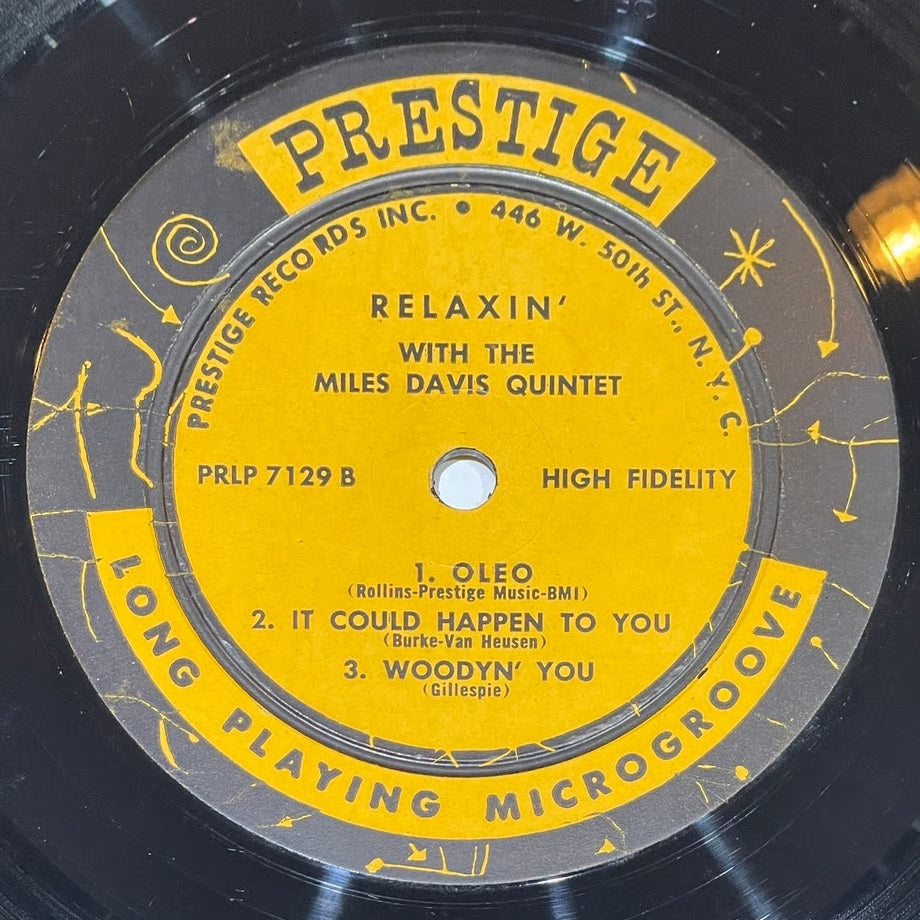 PRESTIGE
PRESTIGE RECORDS INC. • 446 W. 50th ST., N.Y.C.
RELAXIN'
WITH THE
MILES DAVIS QUINTET
PRLP 7129 B
HIGH FIDELITY
1. OLEO
(Rollins-Prestige Music-BMI)
2. IT COULD HAPPEN TO YOU
(Burke-Van Heusen)
3. WOODYN' YOU
(Gillespie)
LONG PLAYING MICROGROOVE